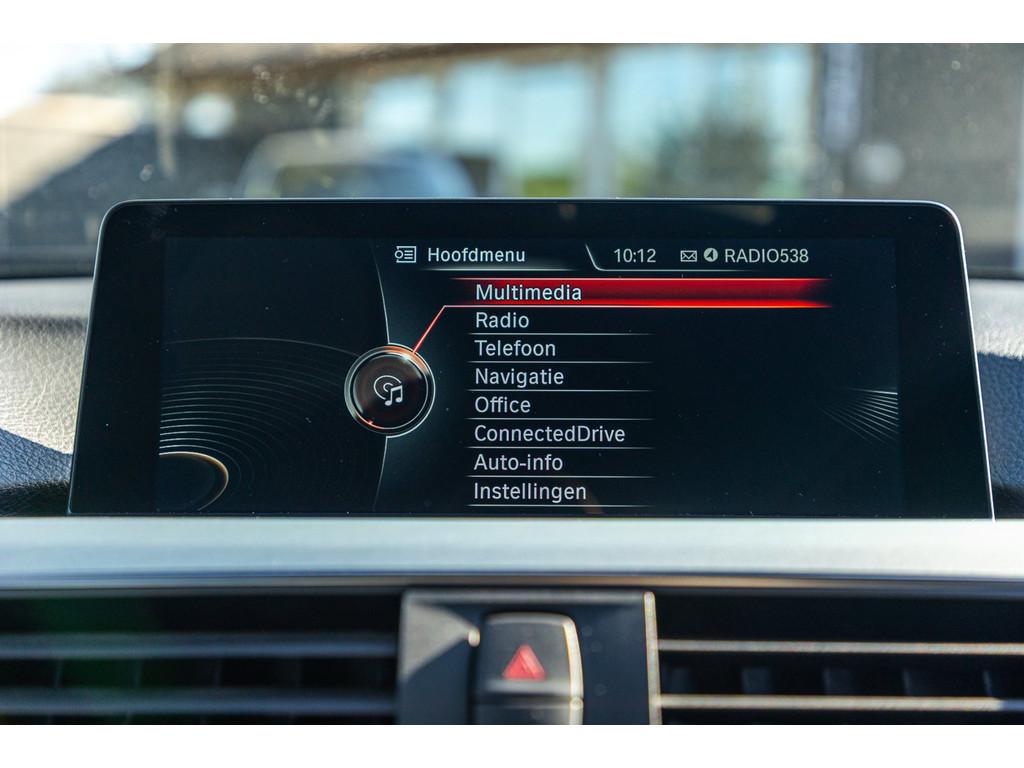 Hoofdmenu 10:12 RADIO538
Multimedia
Radio
Telefoon
Navigatie
Office
ConnectedDrive
Auto-info
Instellingen